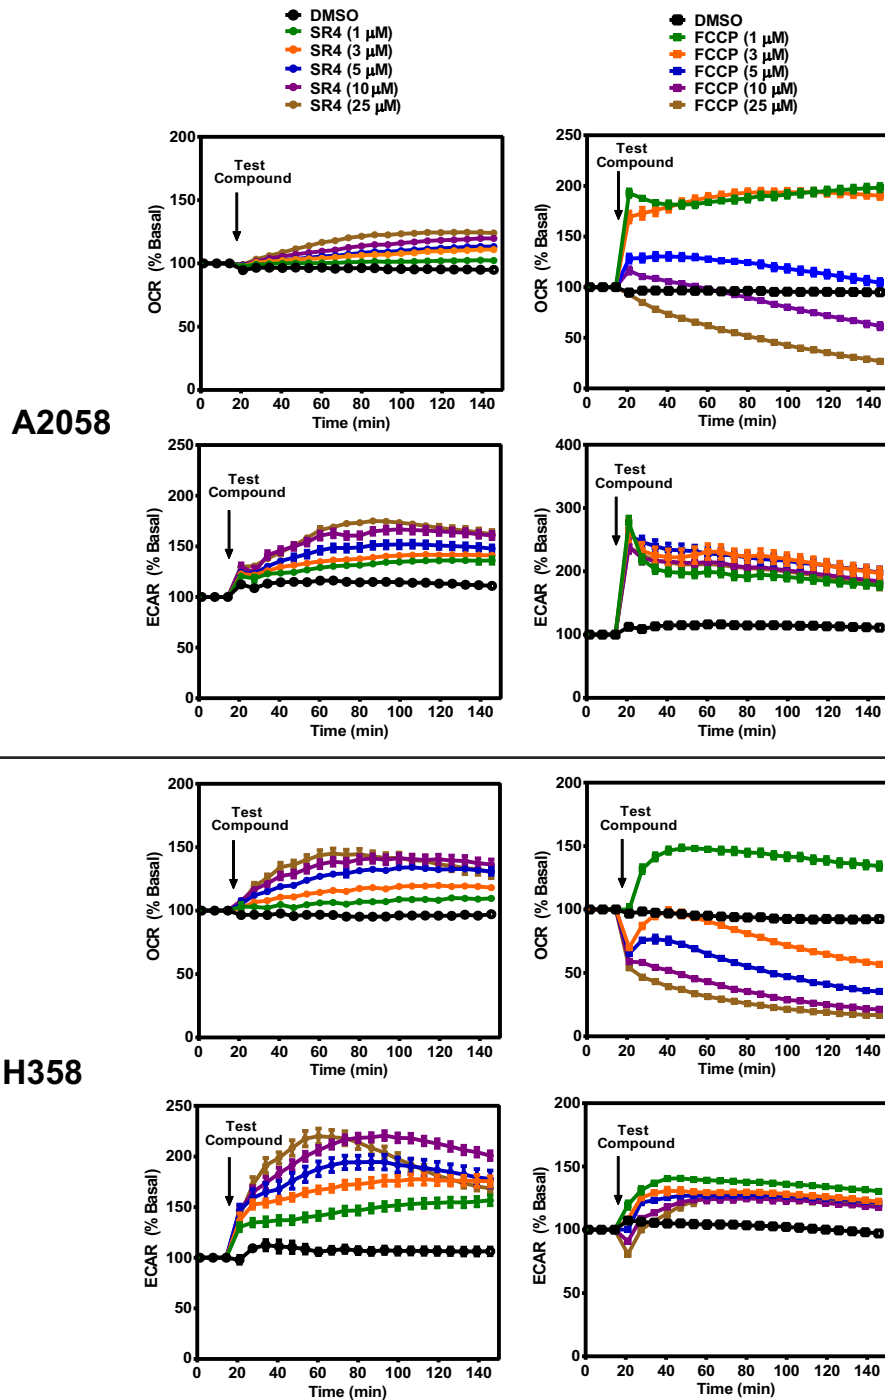 DMSO
SR4 (1 μM)
SR4 (3 μM)
SR4 (5 μM)
SR4 (10 μM)
SR4 (25 μM)
DMSO
FCCP (1 μM)
FCCP (3 μM)
FCCP (5 μM)
FCCP (10 μM)
FCCP (25 μM)
A2058
200
150
100
50
0
OCR (% Basal)
Test
Compound
0 20 40 60 80 100 120 140
Time (min)
250
200
150
100
50
0
OCR (% Basal)
Test
Compound
0 20 40 60 80 100 120 140
Time (min)
250
200
150
100
50
0
ECAR (% Basal)
Test
Compound
0 20 40 60 80 100 120 140
Time (min)
400
300
200
100
0
ECAR (% Basal)
Test
Compound
0 20 40 60 80 100 120 140
Time (min)
H358
200
150
100
50
0
OCR (% Basal)
Test
Compound
0 20 40 60 80 100 120 140
Time (min)
200
150
100
50
0
OCR (% Basal)
Test
Compound
0 20 40 60 80 100 120 140
Time (min)
250
200
150
100
50
0
ECAR (% Basal)
Test
Compound
0 20 40 60 80 100 120 140
Time (min)
200
150
100
50
0
ECAR (% Basal)
Test
Compound
0 20 40 60 80 100 120 140
Time (min)